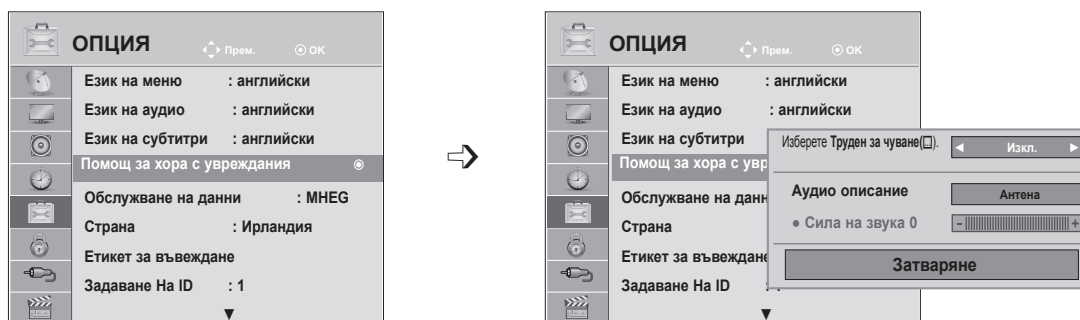 ОПЦИЯ
Прем. OK
Език на меню : английски
Език на аудио : английски
Език на субтитри : английски
Помощ за хора с увреждания
Обслужване на данни : MHEG
Страна : Ирландия
Етикет за въвеждане
Задаване На ID : 1
ОПЦИЯ
Прем. OK
Език на меню : английски
Език на аудио : английски
Език на субтитри
Помощ за хора с увр
Обслужване на данн
Страна
Етикет за въвеждане
Задаване На ID
Изберете Труден за чуване(). Изкл.
Аудио описание Антена
● Сила на звука 0 - +
Затваряне